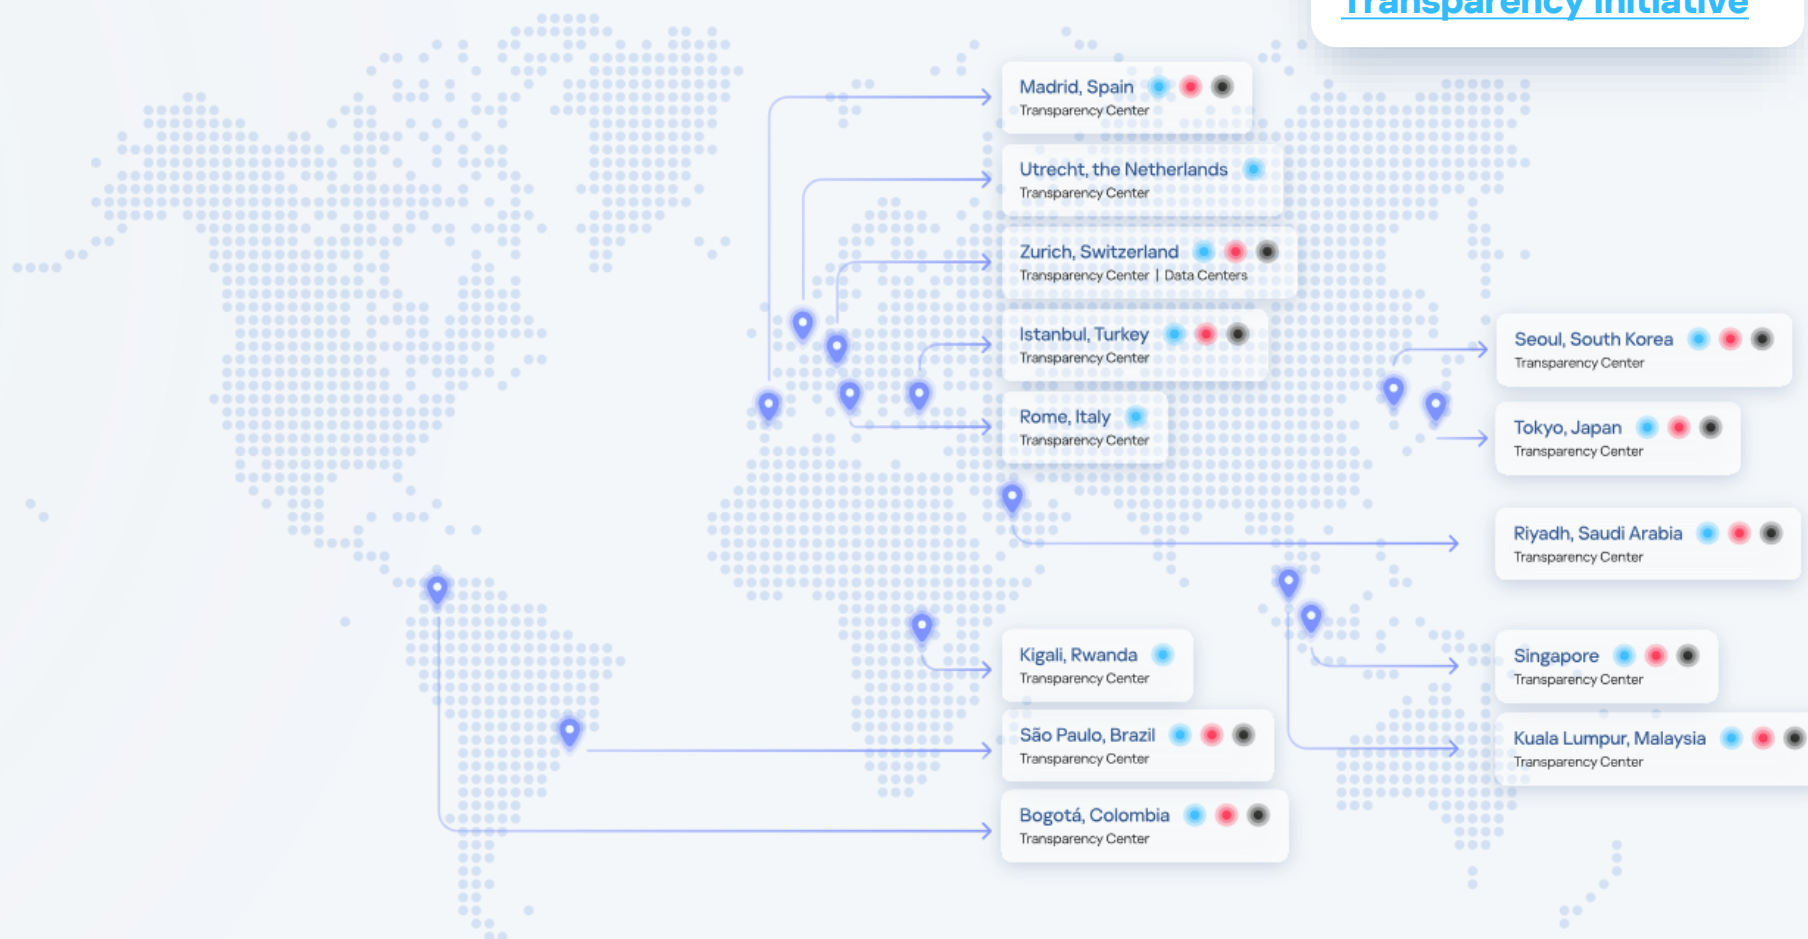 Transparency Initiative
Madrid, Spain
Transparency Center
Utrecht, the Netherlands
Transparency Center
Zurich, Switzerland
Transparency Center | Data Centers
Istanbul, Turkey
Transparency Center
Rome, Italy
Transparency Center
Seoul, South Korea
Transparency Center
Tokyo, Japan
Transparency Center
Riyadh, Saudi Arabia
Transparency Center
Kigali, Rwanda
Transparency Center
São Paulo, Brazil
Transparency Center
Bogotá, Colombia
Transparency Center
Singapore
Transparency Center
Kuala Lumpur, Malaysia
Transparency Center